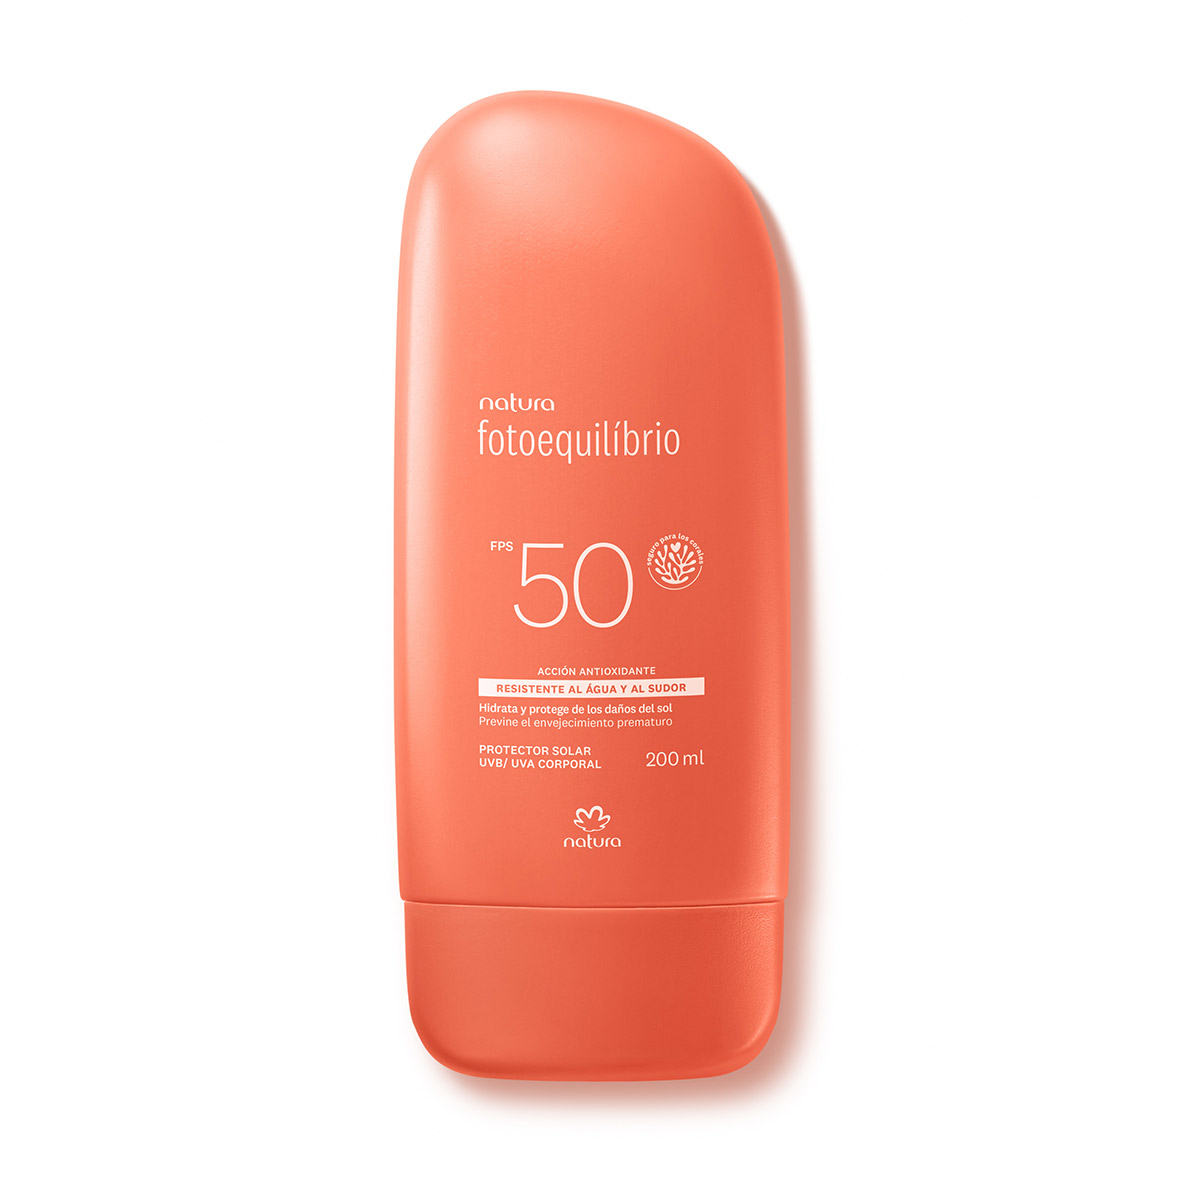 natura
fotoequilíbrio
FPS 50
seguro para los corales
ACCIÓN ANTIOXIDANTE
RESISTENTE AL ÁGUA Y AL SUDOR
Hidrata y protege de los daños del sol
Previne el envejecimiento prematuro
PROTECTOR SOLAR
UVB/ UVA CORPORAL
200 ml
natura